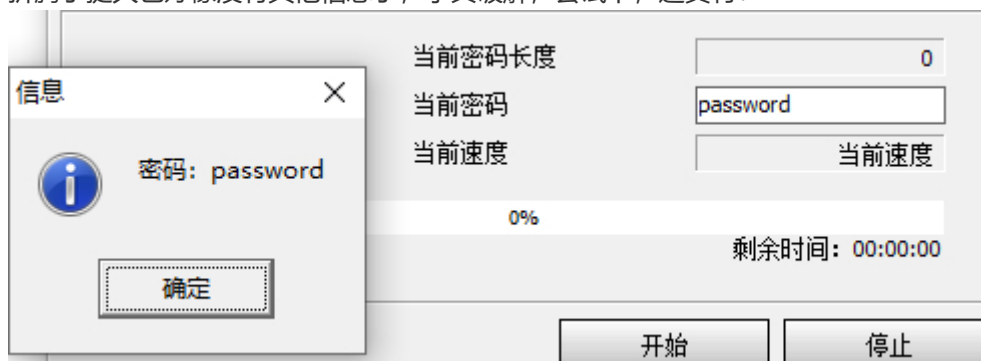 当前密码长度 0
信息
当前密码 password
当前速度 当前速度
密码：password
0%
剩余时间：00:00:00
确定
开始 停止